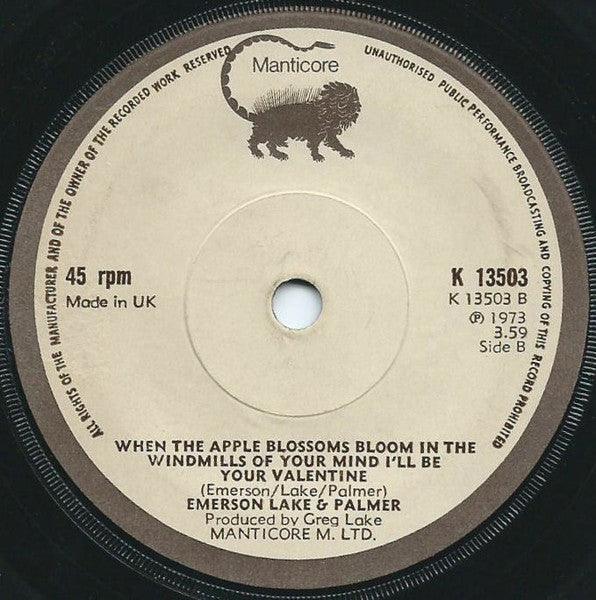 ALL RIGHTS OF THE MANUFACTURER AND OF THE OWNER OF THE RECORDED WORK RESERVED
UNAUTHORISED PUBLIC PERFORMANCE BROADCASTING AND COPYING OF THIS RECORD PROHIBITED
Manticore
45 rpm
Made in UK
K 13503
K 13503 B
℗ 1973
3.59
Side B
WHEN THE APPLE BLOSSOMS BLOOM IN THE
WINDMILLS OF YOUR MIND I'LL BE
YOUR VALENTINE
(Emerson/Lake/Palmer)
EMERSON LAKE & PALMER
Produced by Greg Lake
MANTICORE M. LTD.